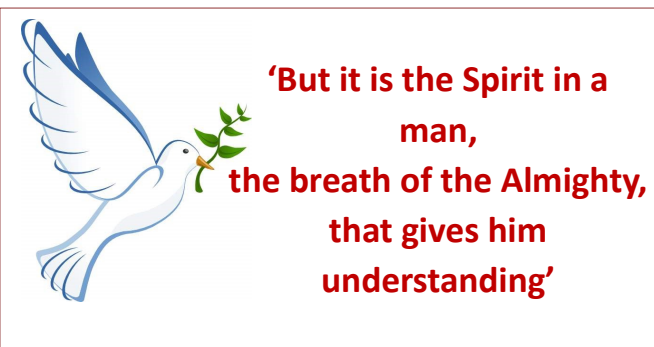 ‘But it is the Spirit in a
man,
the breath of the Almighty,
that gives him
understanding’